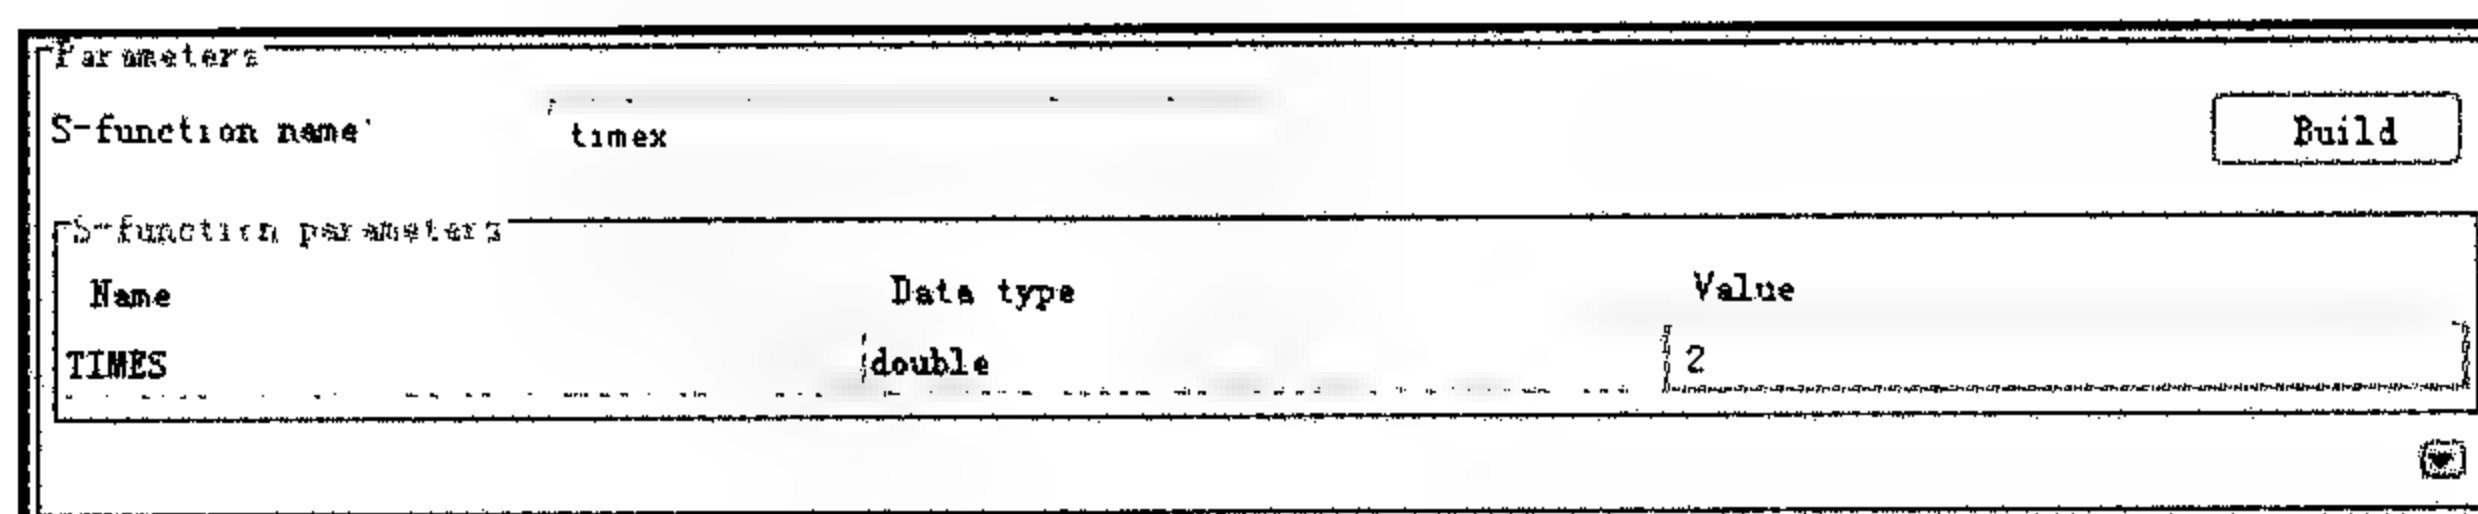 Parameters
S-function name: timex Build
S-function parameters
Name Data type Value
TIMES double 2